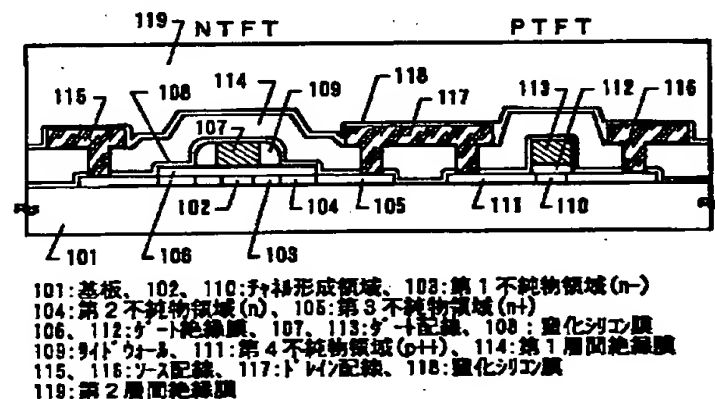 119 NTFT PTFT
115 108 114 109 118 113 112
107 117 116
102 104 105 111 110
101 106 103
101:基板、102、110:ﾁｬﾈﾙ形成領域、103:第1不純物領域(n-)
104:第2不純物領域(n)、105:第3不純物領域(n+)
106、112:ｹﾞｰﾄ絶縁膜、107、113:ｹﾞｰﾄ配線、108:窒化ｼﾘｺﾝ膜
109:ｻｲﾄﾞｳｫｰﾙ、111:第4不純物領域(p++)、114:第1層間絶縁膜
115、116:ｿｰｽ配線、117:ﾄﾞﾚｲﾝ配線、118:窒化ｼﾘｺﾝ膜
119:第2層間絶縁膜